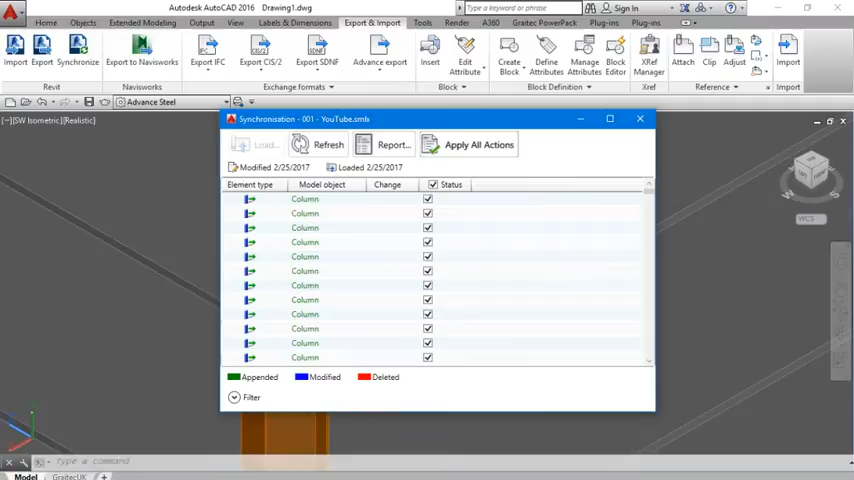 Autodesk AutoCAD 2016 Drawing1.dwg
Type a keyword or phrase
Sign In
Home Objects Extended Modeling Output View Labels & Dimensions Export & Import Tools Render A360 Graitec PowerPack Plug-ins Plug-ins
Import Export Synchronize Export to Navisworks Export IFC Export CIS/2 Export SDNF Advance export Insert Edit Attribute Create Block Define Attributes Manage Attributes Block Editor XRef Manager Attach Clip Adjust Import
Revit Navisworks Exchange formats Block Block Definition Xref Reference Import
Advance Steel
[−][SW Isometric][Realistic]
Synchronisation - 001 - YouTube.smlx
Load... Refresh Report... Apply All Actions
Modified 2/25/2017 Loaded 2/25/2017
Element type Model object Change Status
Column
Column
Column
Column
Column
Column
Column
Column
Column
Column
Column
Column
Appended Modified Deleted
Filter
WCS
Type a command
Model GraitecUK